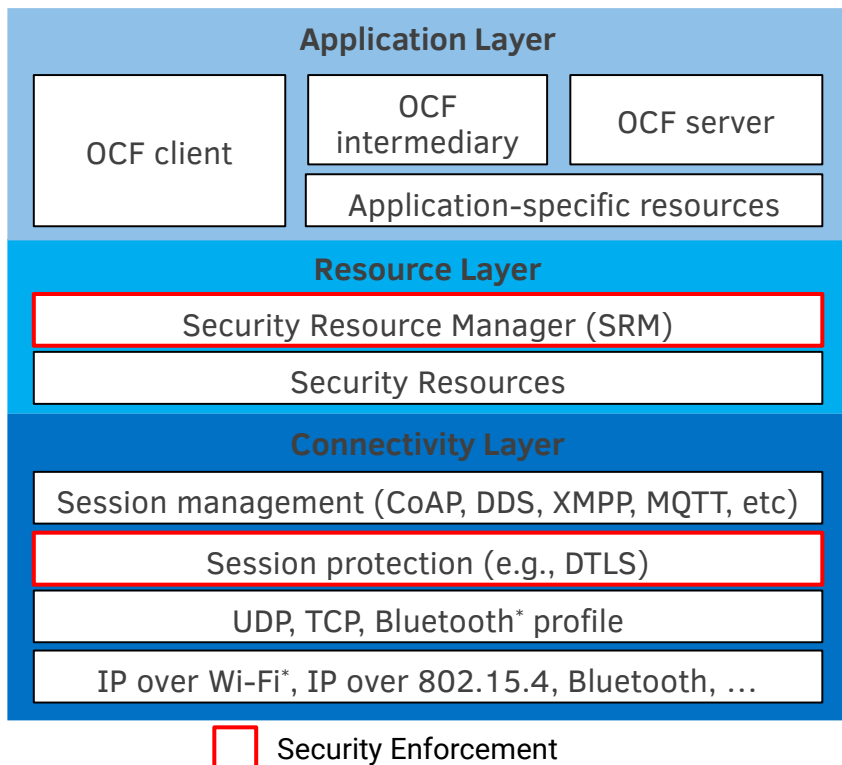 Application Layer
OCF client
OCF
intermediary
OCF server
Application-specific resources
Resource Layer
Security Resource Manager (SRM)
Security Resources
Connectivity Layer
Session management (CoAP, DDS, XMPP, MQTT, etc)
Session protection (e.g., DTLS)
UDP, TCP, Bluetooth* profile
IP over Wi-Fi*, IP over 802.15.4, Bluetooth, …
Security Enforcement